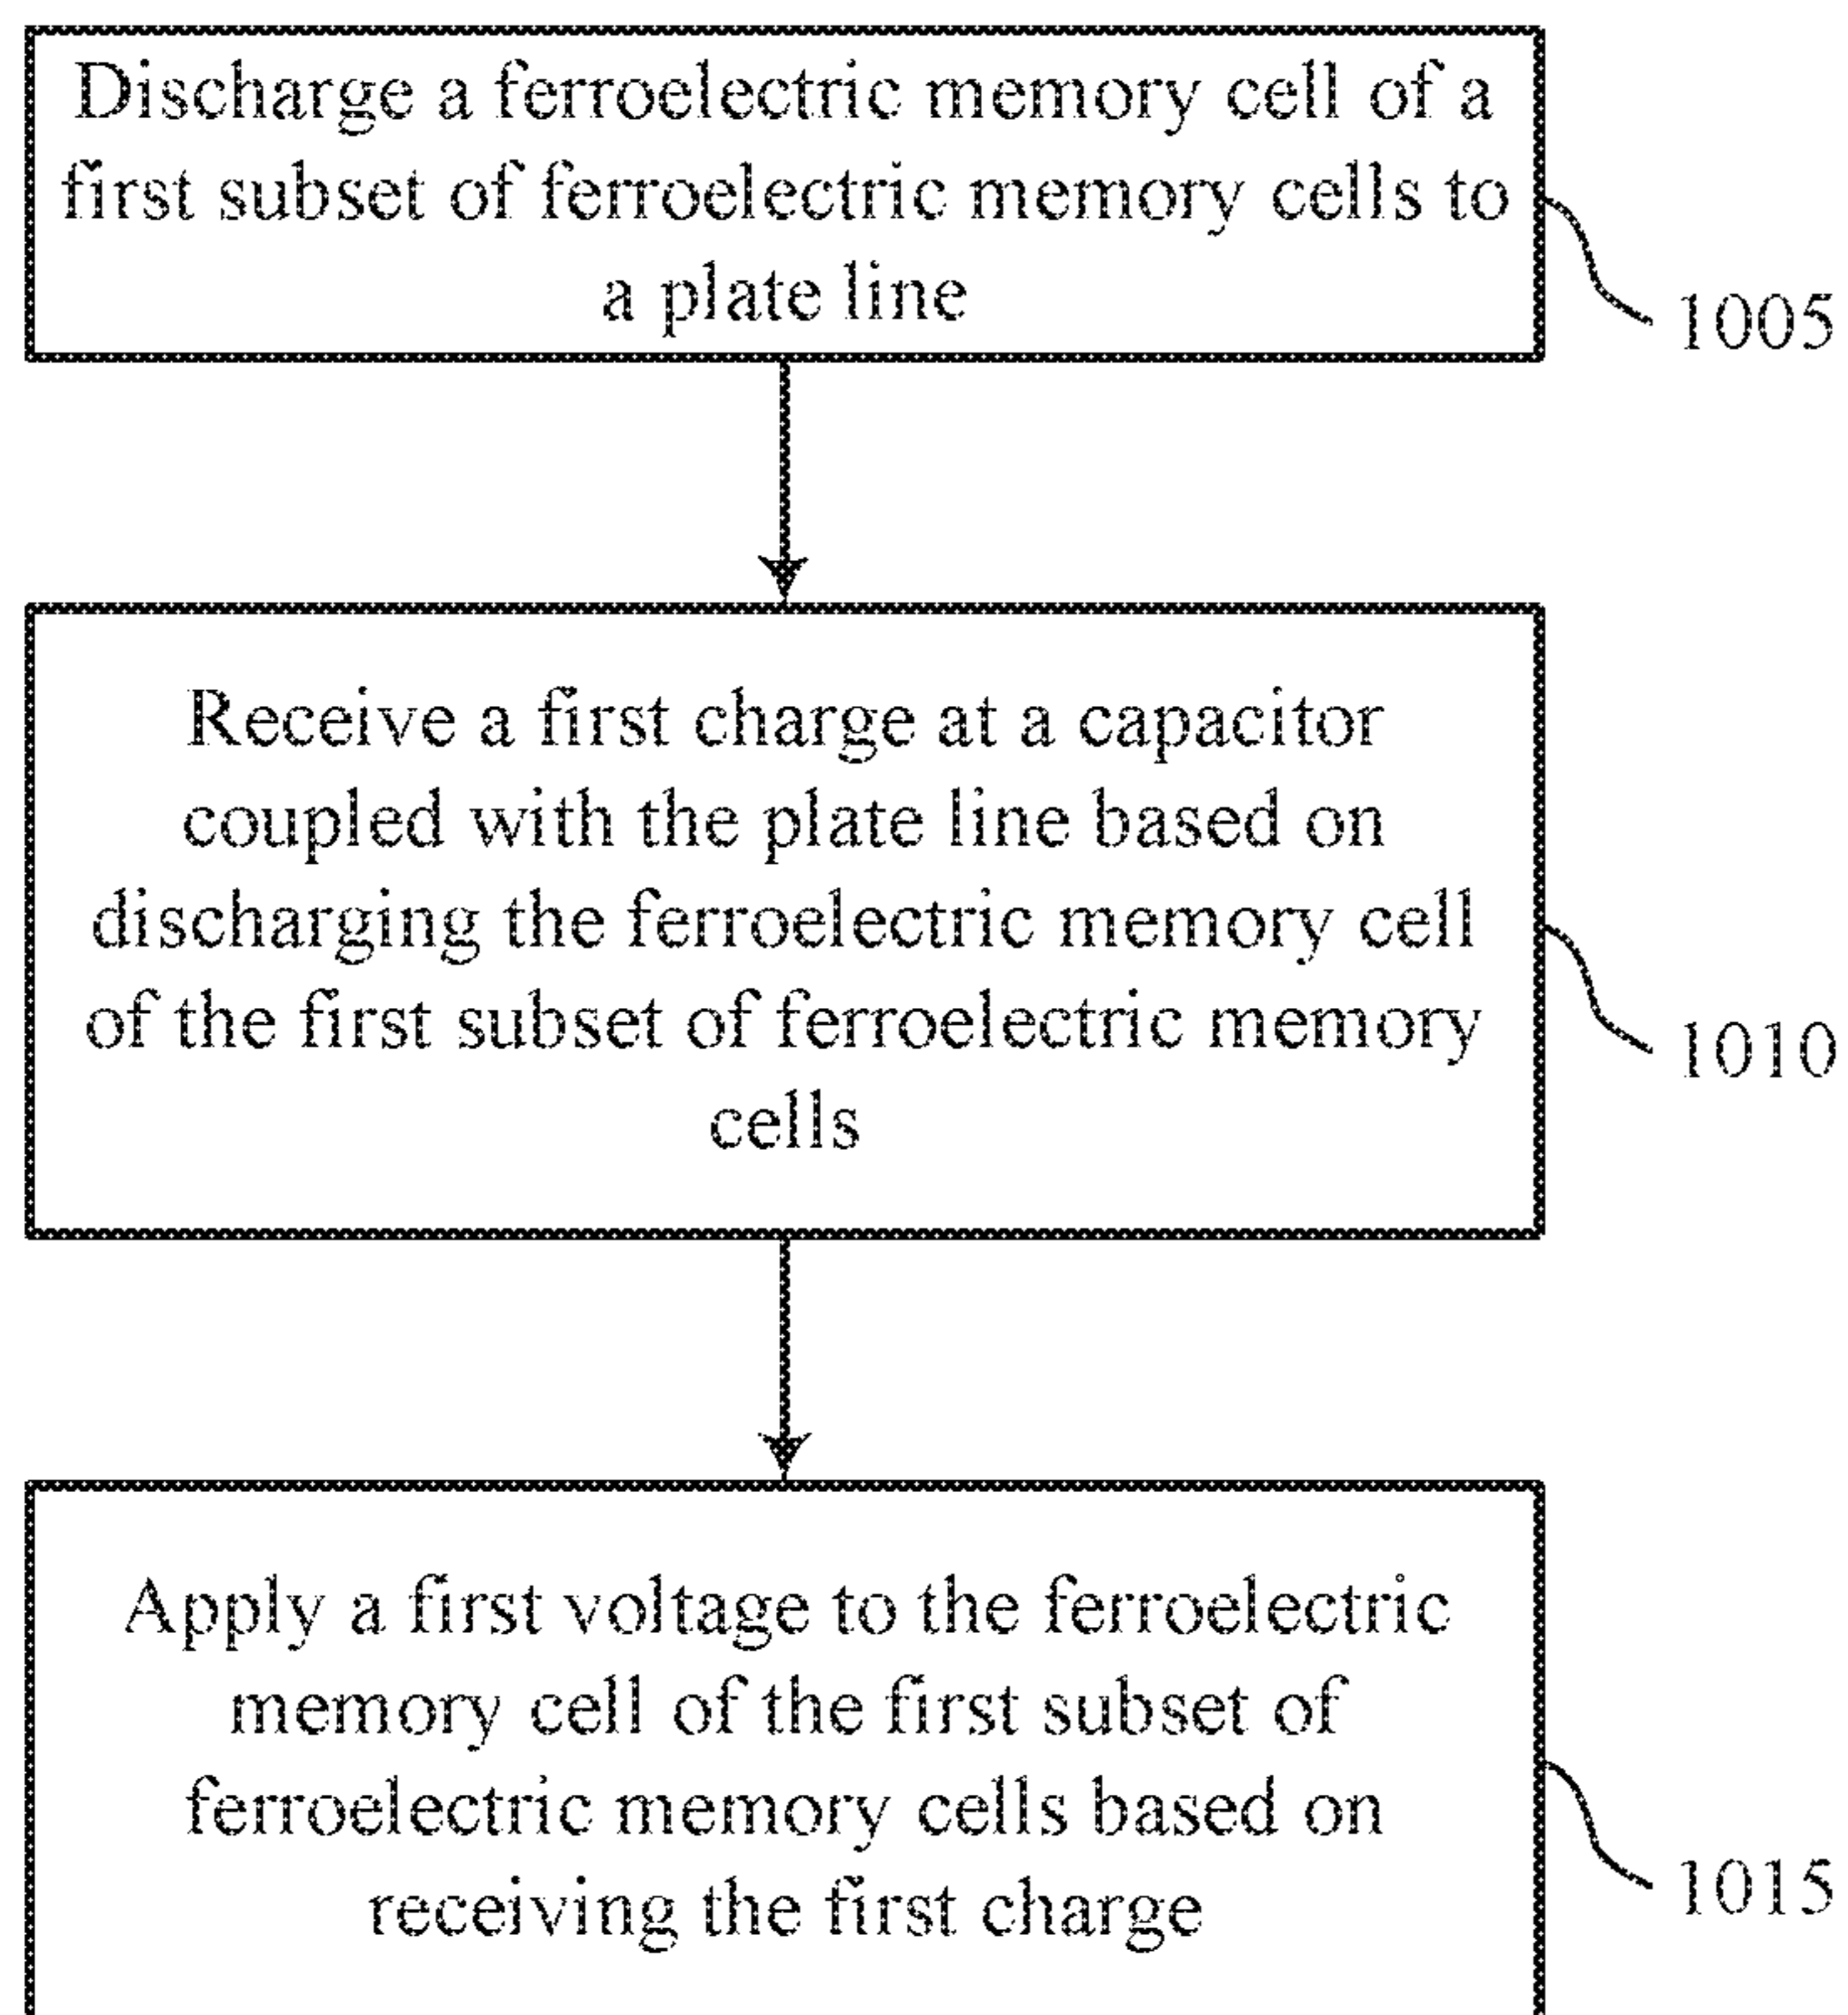 Discharge a ferroelectric memory cell of a
first subset of ferroelectric memory cells to
a plate line
1005
Receive a first charge at a capacitor
coupled with the plate line based on
discharging the ferroelectric memory cell
of the first subset of ferroelectric memory
cells
1010
Apply a first voltage to the ferroelectric
memory cell of the first subset of
ferroelectric memory cells based on
receiving the first charge
1015